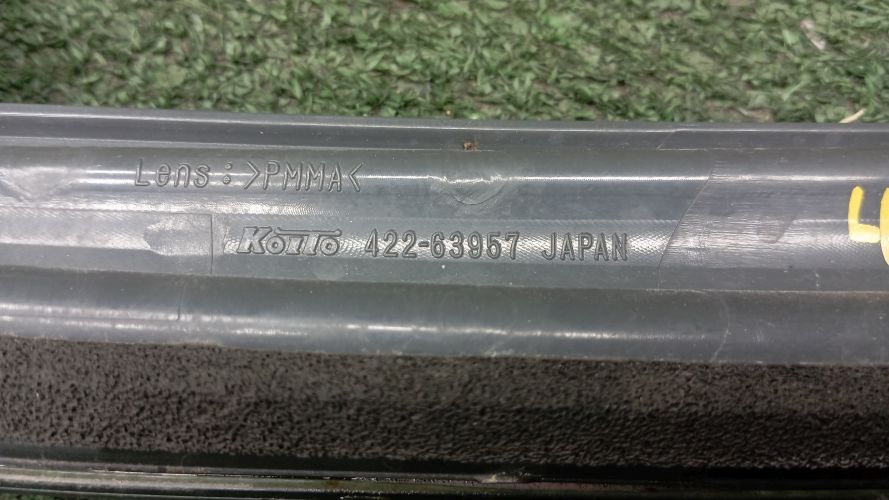 Lens: >PMMA<
KOITO 422-63957 JAPAN